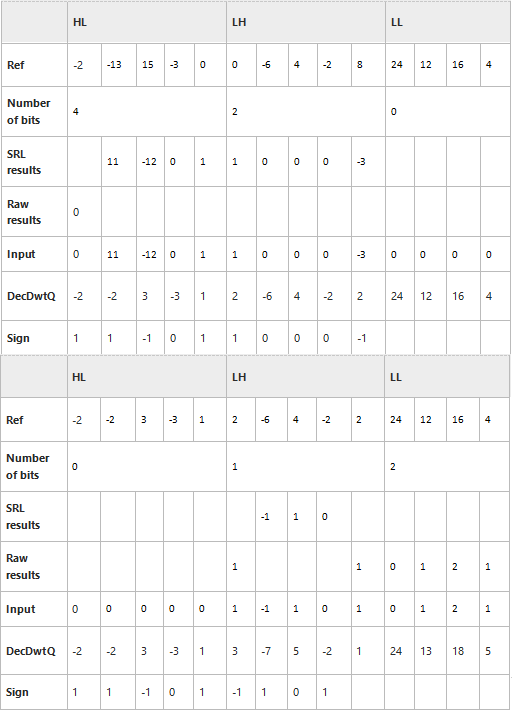 HL LH LL
Ref -2 -13 15 -3 0 0 -6 4 -2 8 24 12 16 4
Number
of bits 4 2 0
SRL
results 11 -12 0 1 1 0 0 0 -3
Raw
results 0
Input 0 11 -12 0 1 1 0 0 0 -3 0 0 0 0
DecDwtQ -2 -2 3 -3 1 2 -6 4 -2 2 24 12 16 4
Sign 1 1 -1 0 1 1 0 0 0 -1
HL LH LL
Ref -2 -2 3 -3 1 2 -6 4 -2 2 24 12 16 4
Number
of bits 0 1 2
SRL
results -1 1 0
Raw
results 1 1 0 1 2 1
Input 0 0 0 0 0 1 -1 1 0 1 0 1 2 1
DecDwtQ -2 -2 3 -3 1 3 -7 5 -2 1 24 13 18 5
Sign 1 1 -1 0 1 -1 1 0 1